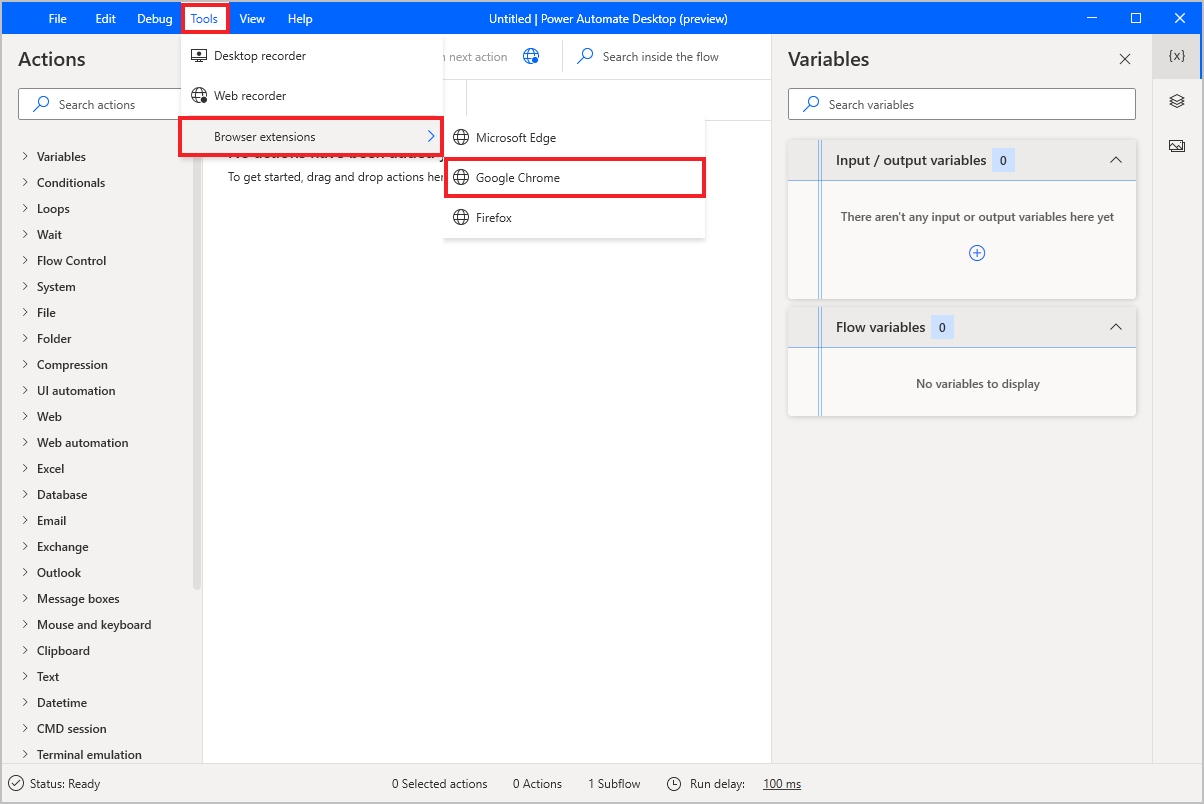 File Edit Debug Tools View Help Untitled | Power Automate Desktop (preview)
Actions
Search actions
Variables
Conditionals
Loops
Wait
Flow Control
System
File
Folder
Compression
UI automation
Web
Web automation
Excel
Database
Email
Exchange
Outlook
Message boxes
Mouse and keyboard
Clipboard
Text
Datetime
CMD session
Terminal emulation
Desktop recorder
Web recorder
Browser extensions
Microsoft Edge
Google Chrome
Firefox
next action
Search inside the flow
To get started, drag and drop actions her
Variables
{x}
Search variables
Input / output variables 0
There aren't any input or output variables here yet
Flow variables 0
No variables to display
Status: Ready 0 Selected actions 0 Actions 1 Subflow Run delay: 100 ms